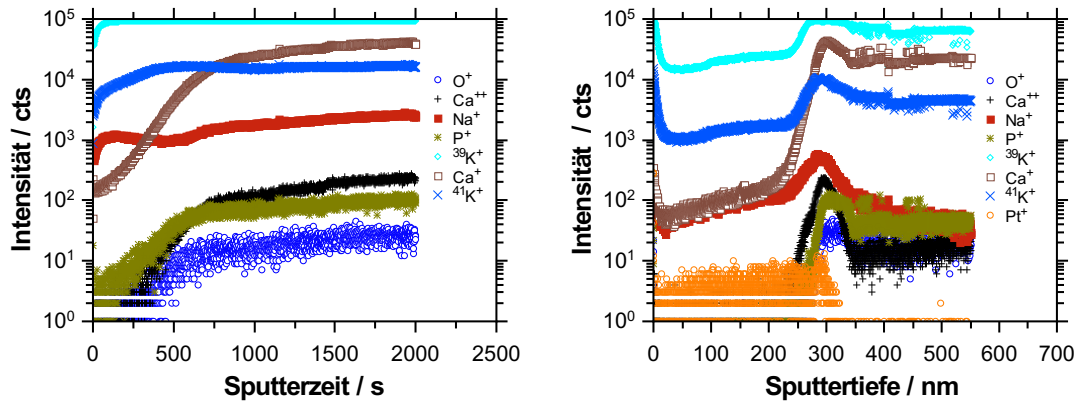 Intensität / cts
10⁵
10⁴
10³
10²
10¹
10⁰
0
500
1000
1500
2000
2500
Sputterzeit / s
O⁺
Ca⁺⁺
Na⁺
P⁺
³⁹K⁺
Ca⁺
⁴¹K⁺
Intensität / cts
10⁵
10⁴
10³
10²
10¹
10⁰
0
100
200
300
400
500
600
700
Sputtertiefe / nm
O⁺
Ca⁺⁺
Na⁺
P⁺
³⁹K⁺
Ca⁺
⁴¹K⁺
Pt⁺